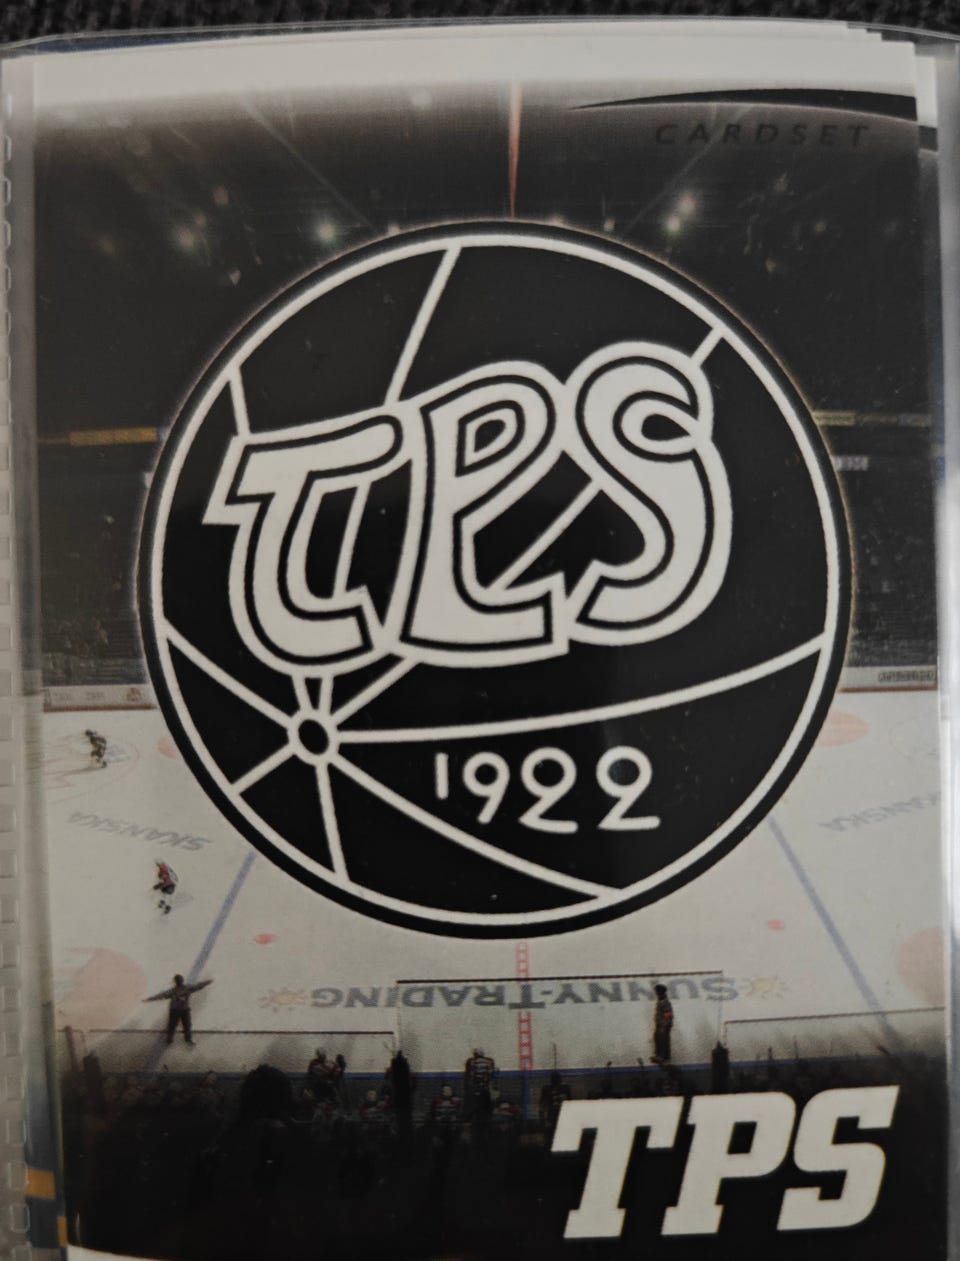 CARDSET
TPS
1922
SKANSKA
SKANSKA
SUNNY-TRADING
TPS